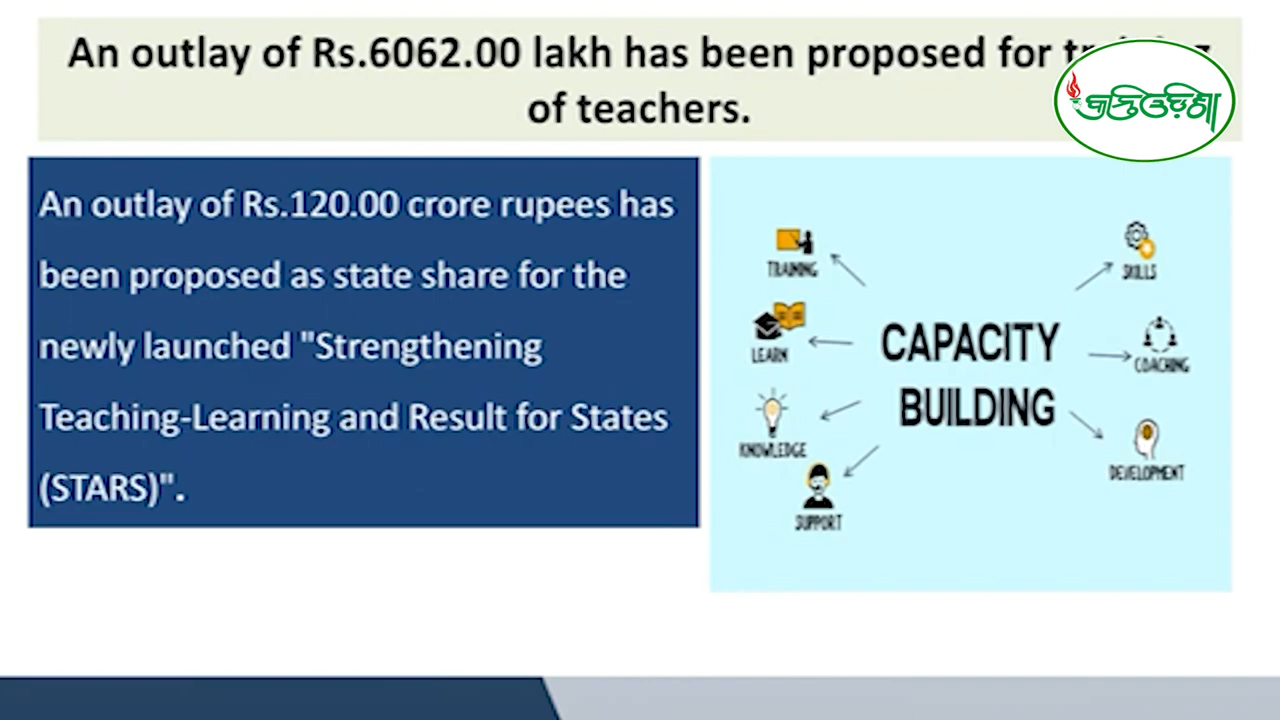 An outlay of Rs.6062.00 lakh has been proposed for
of teachers.
An outlay of Rs.120.00 crore rupees has
been proposed as state share for the
newly launched "Strengthening
Teaching-Learning and Result for States
(STARS)".
TRAINING
LEARN
KNOWLEDGE
SUPPORT
CAPACITY
BUILDING
SKILLS
COACHING
DEVELOPMENT